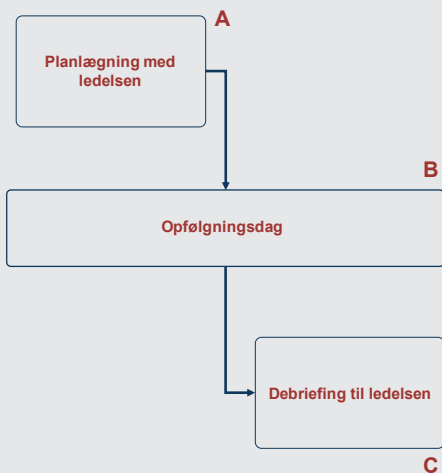 A
Planlægning med
ledelsen
B
Opfølgningsdag
Debriefing til ledelsen
C